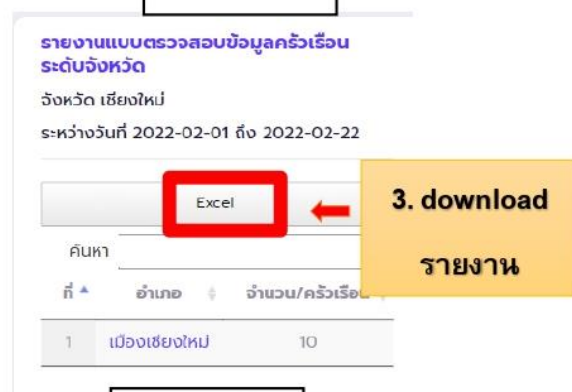 รายงานแบบตรวจสอบข้อมูลครัวเรือน
ระดับจังหวัด
จังหวัด เชียงใหม่
ระหว่างวันที่ 2022-02-01 ถึง 2022-02-22
Excel
3. download
รายงาน
ค้นหา
ที่ อำเภอ จำนวน/ครัวเรือน
1 เมืองเชียงใหม่ 10